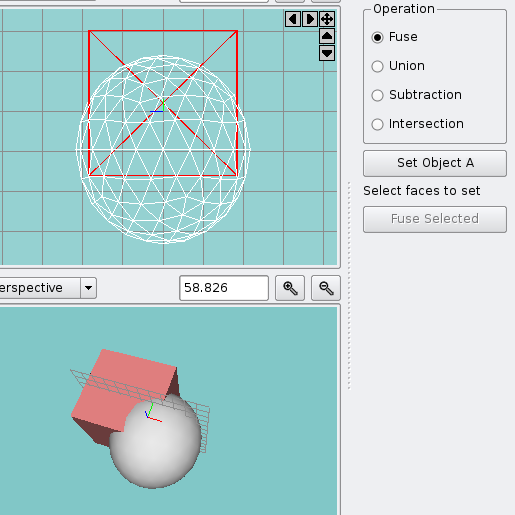 Operation
Fuse
Union
Subtraction
Intersection
Set Object A
Select faces to set
Fuse Selected
erspective
58.826